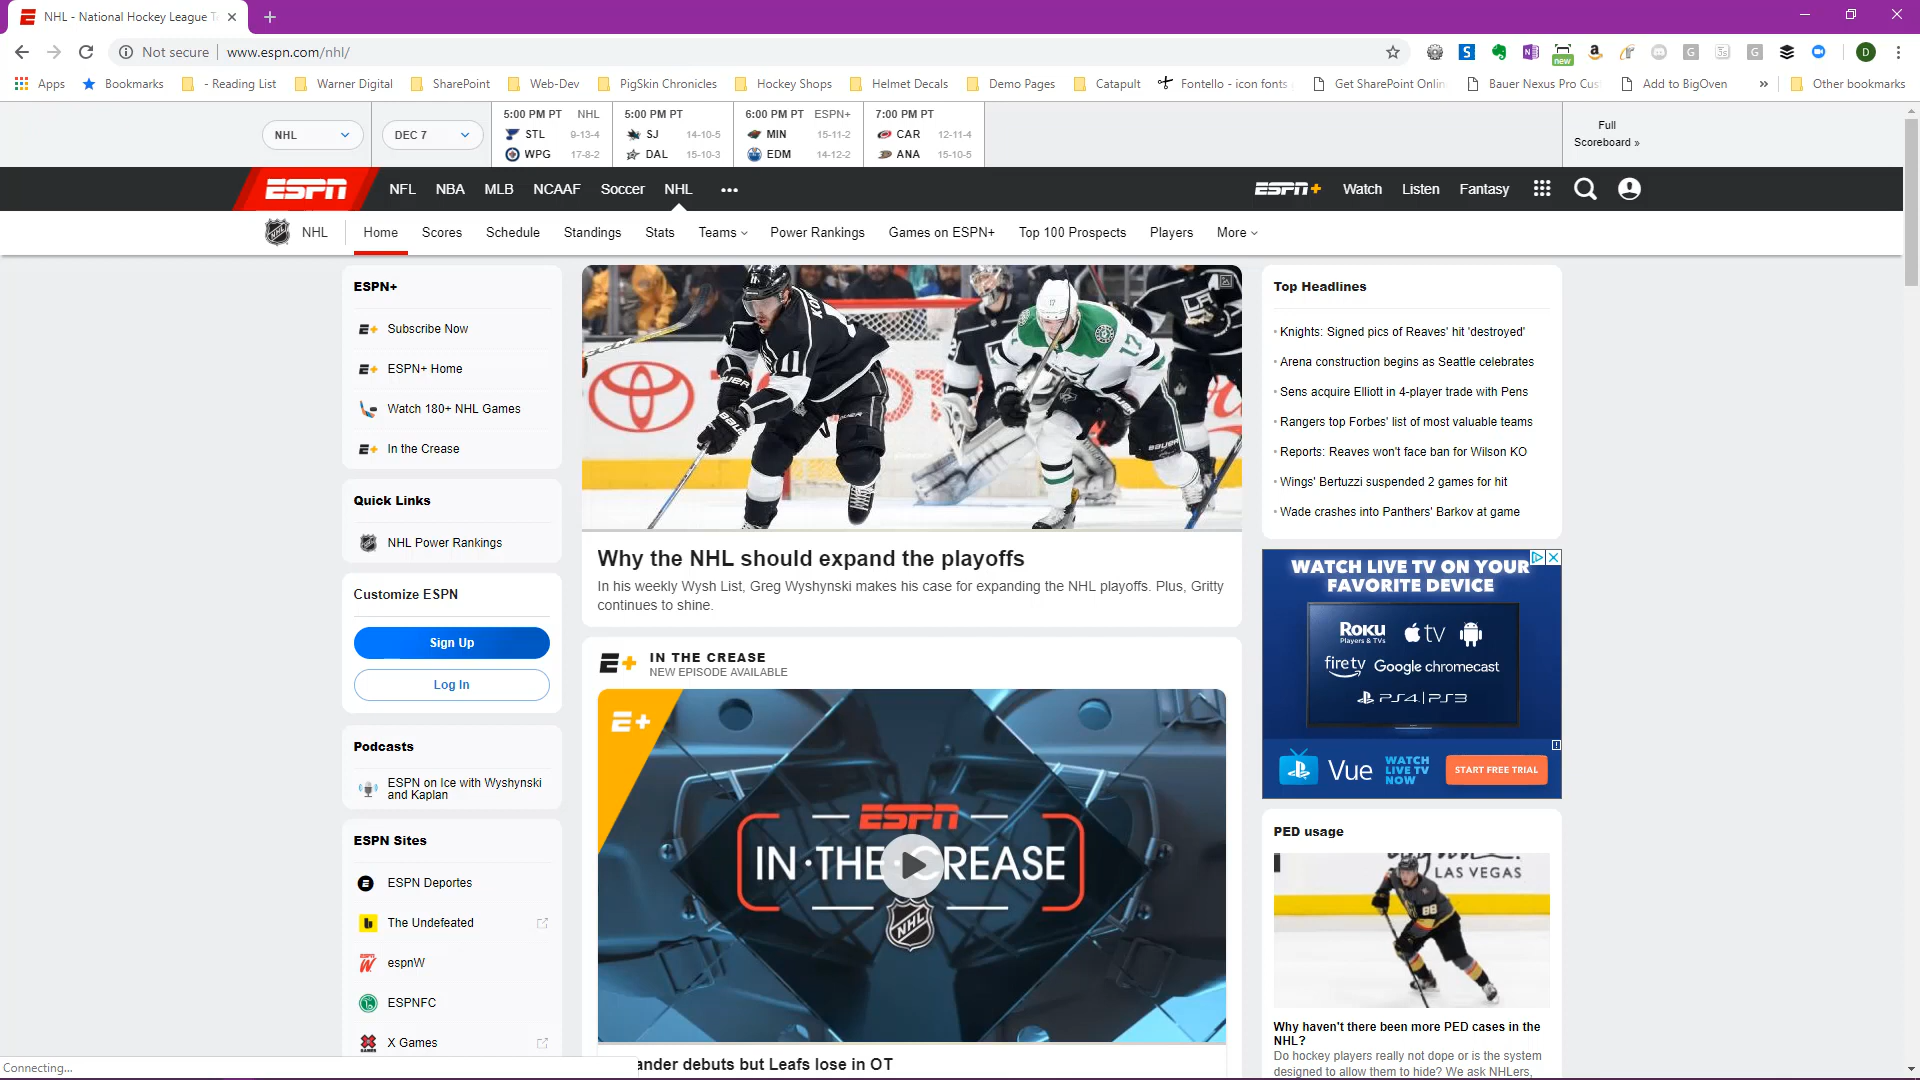 NHL - National Hockey League T
Not secure
www.espn.com/nhl/
new
D
Apps
Bookmarks
- Reading List
Warner Digital
SharePoint
Web-Dev
PigSkin Chronicles
Hockey Shops
Helmet Decals
Demo Pages
Catapult
Fontello - icon fonts
Get SharePoint Onlin
Bauer Nexus Pro Cus
Add to BigOven
»
Other bookmarks
NHL
DEC 7
5:00 PM PT NHL
STL 9-13-4
WPG 17-8-2
5:00 PM PT
SJ 14-10-5
DAL 15-10-3
6:00 PM PT ESPN+
MIN 15-11-2
EDM 14-12-2
7:00 PM PT
CAR 12-11-4
ANA 15-10-5
Full
Scoreboard »
ESPN
NFL
NBA
MLB
NCAAF
Soccer
NHL
•••
ESPN+
Watch
Listen
Fantasy
NHL
Home
Scores
Schedule
Standings
Stats
Teams
Power Rankings
Games on ESPN+
Top 100 Prospects
Players
More
ESPN+
E+ Subscribe Now
E+ ESPN+ Home
Watch 180+ NHL Games
E+ In the Crease
Quick Links
NHL Power Rankings
Customize ESPN
Sign Up
Log In
Podcasts
ESPN on Ice with Wyshynski
and Kaplan
ESPN Sites
ESPN Deportes
The Undefeated
espnW
ESPNFC
X Games
Connecting...
11
17
17
BAUER
Why the NHL should expand the playoffs
In his weekly Wysh List, Greg Wyshynski makes his case for expanding the NHL playoffs. Plus, Gritty
continues to shine.
E+
IN THE CREASE
NEW EPISODE AVAILABLE
E+
ESPN
IN·THE·CREASE
NHL
ander debuts but Leafs lose in OT
Top Headlines
Knights: Signed pics of Reaves' hit 'destroyed'
Arena construction begins as Seattle celebrates
Sens acquire Elliott in 4-player trade with Pens
Rangers top Forbes' list of most valuable teams
Reports: Reaves won't face ban for Wilson KO
Wings' Bertuzzi suspended 2 games for hit
Wade crashes into Panthers' Barkov at game
WATCH LIVE TV ON YOUR
FAVORITE DEVICE
Roku
Players & TVs
tv
firetv
Google chromecast
PS4 | PS3
Vue
WATCH
LIVE TV
NOW
START FREE TRIAL
PED usage
LAS VEGAS
88
Why haven't there been more PED cases in the
NHL?
Do hockey players really not dope or is the system
designed to allow them to hide? We ask NHLers,